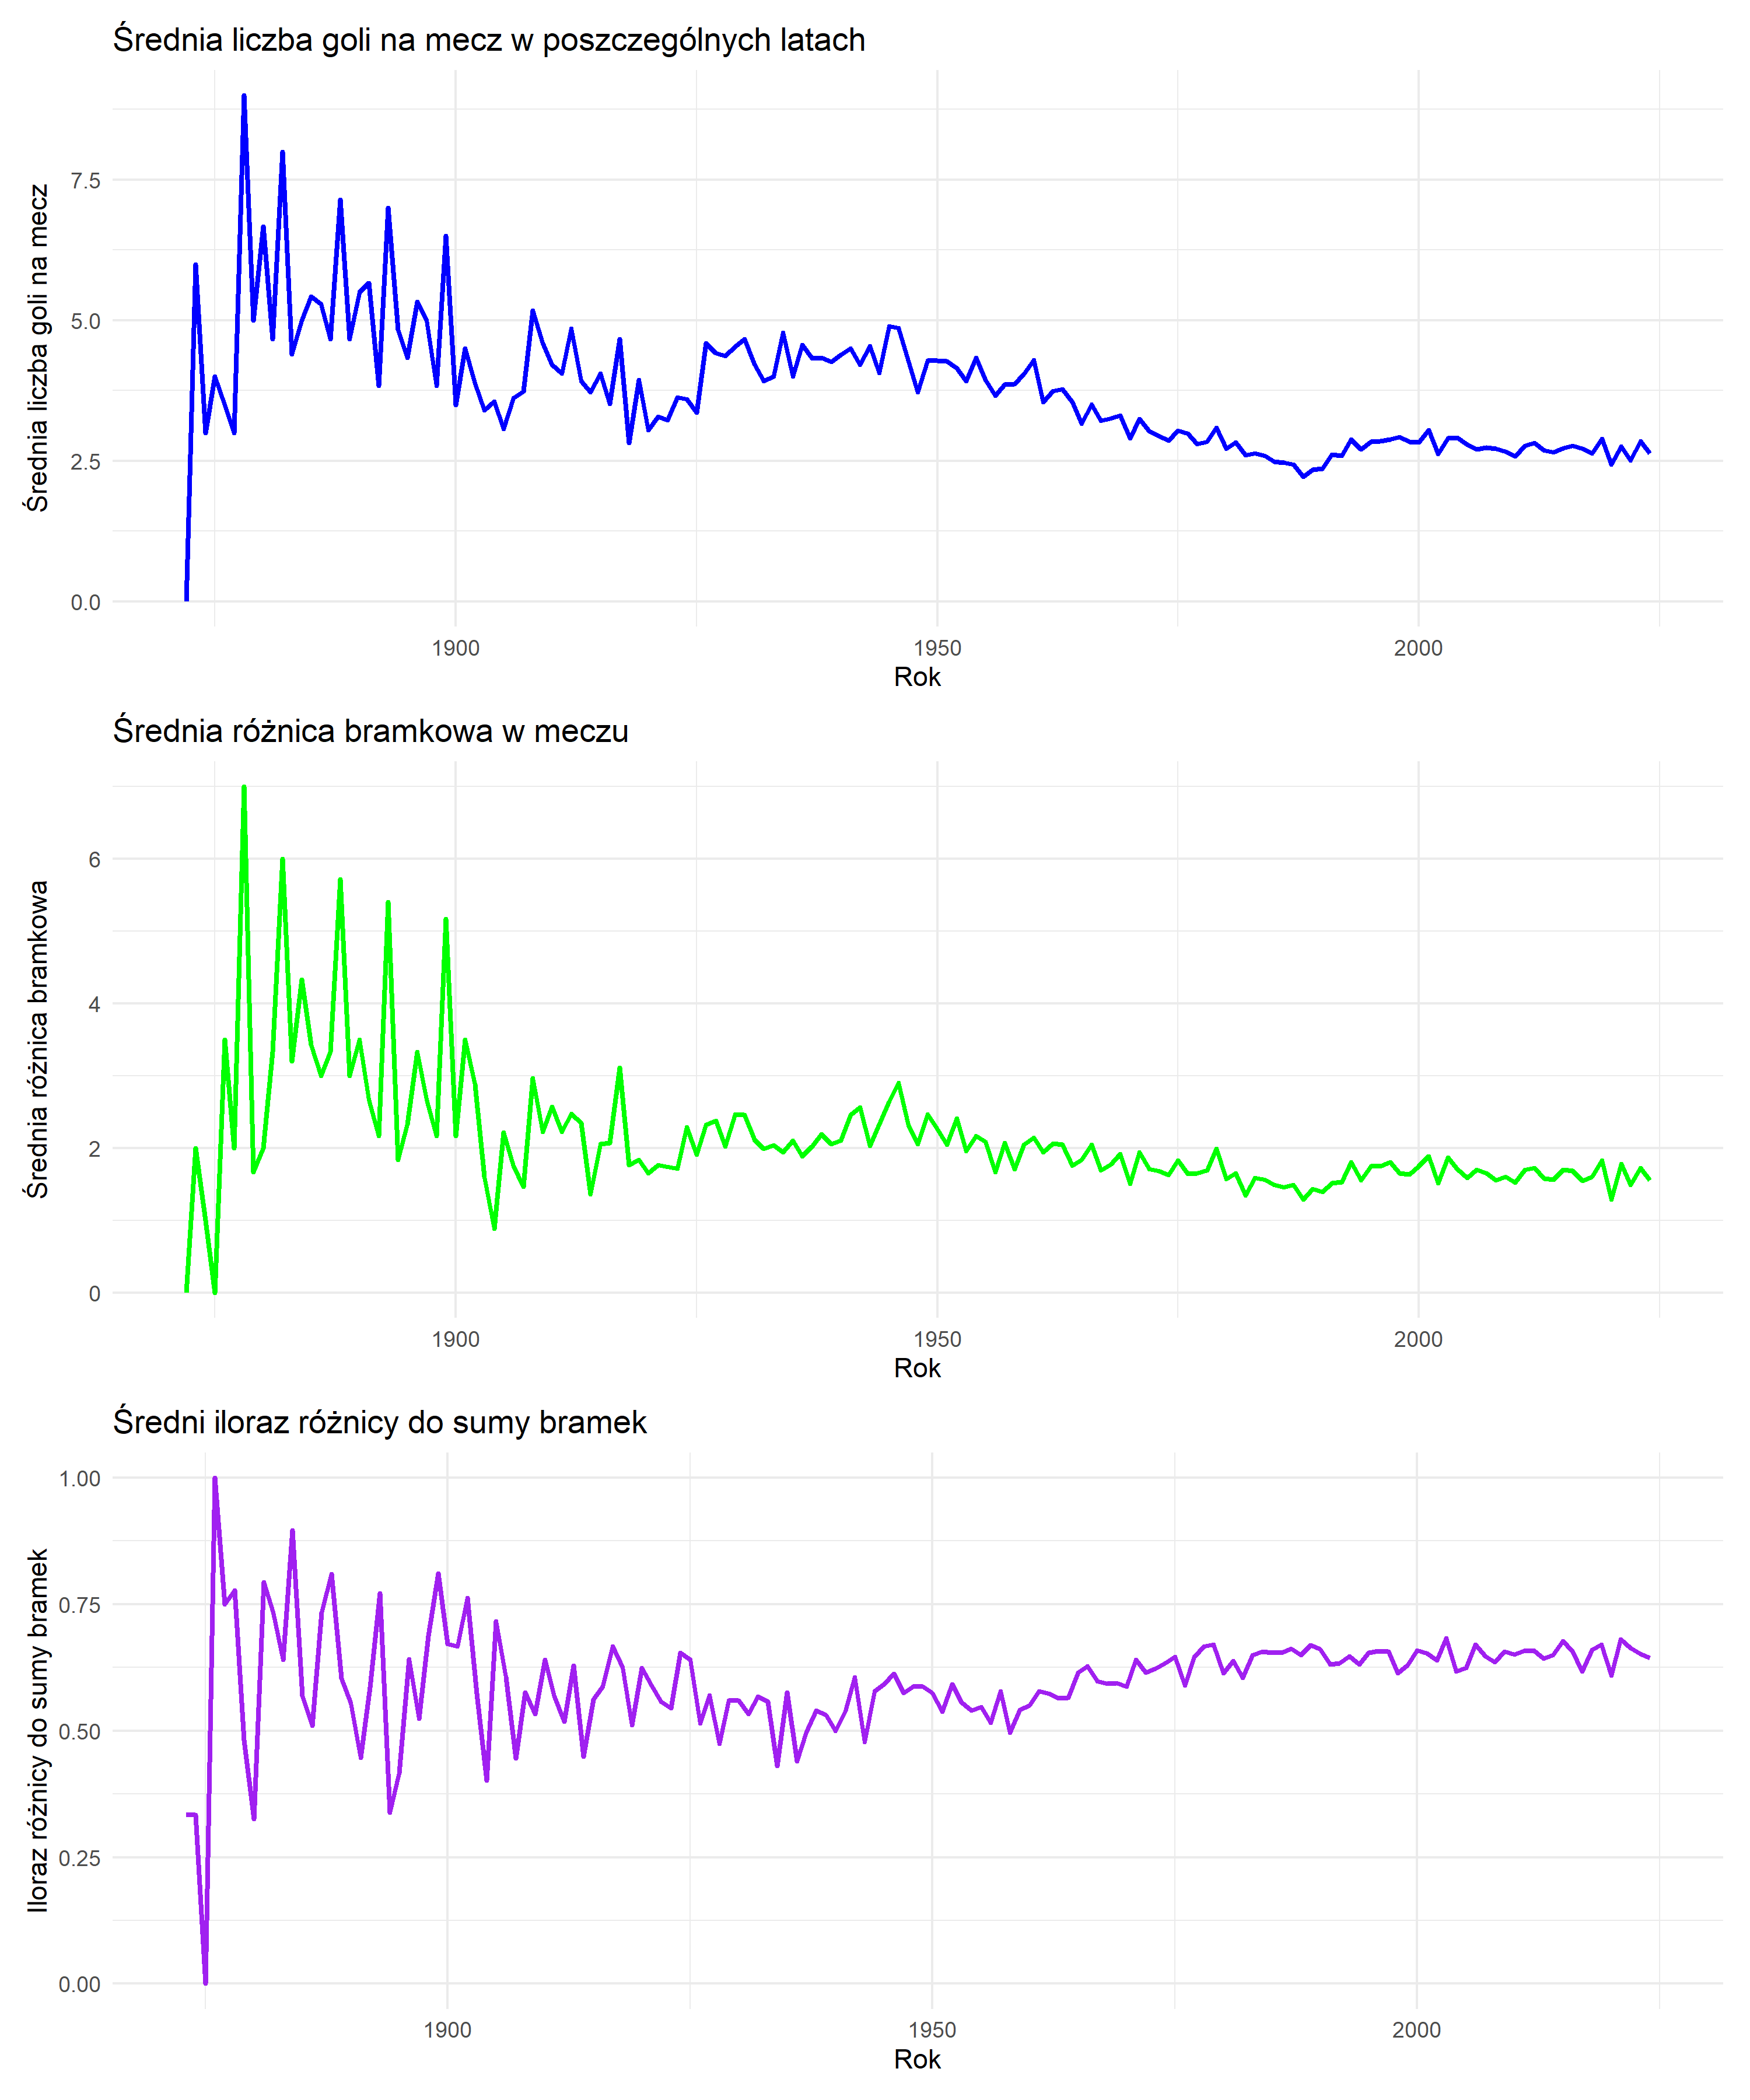 Średnia liczba goli na mecz w poszczególnych latach
Średnia liczba goli na mecz
7.5
5.0
2.5
0.0
1900
1950
2000
Rok
Średnia różnica bramkowa w meczu
Średnia różnica bramkowa
6
4
2
0
1900
1950
2000
Rok
Średni iloraz różnicy do sumy bramek
Iloraz różnicy do sumy bramek
1.00
0.75
0.50
0.25
0.00
1900
1950
2000
Rok